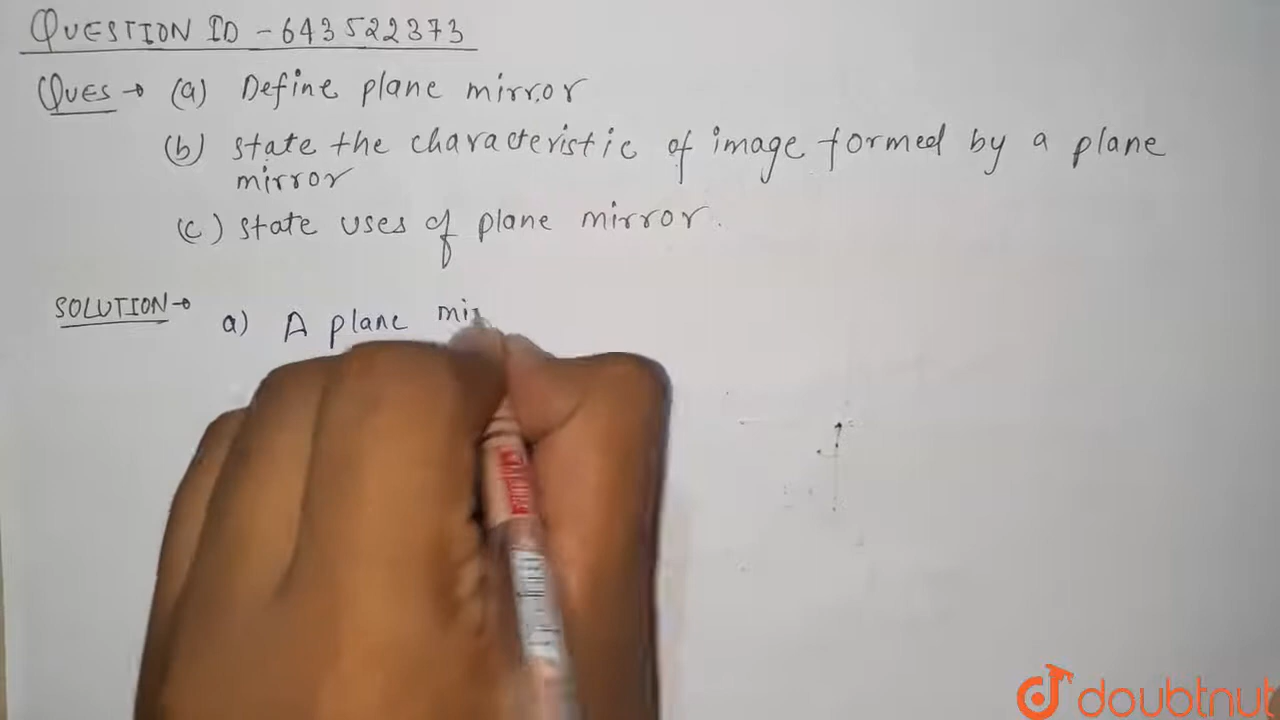 QUESTION ID - 643522373
QUES → (a) Define plane mirror
(b) state the characteristic of image formed by a plane
mirror
(c) state uses of plane mirror.
SOLUTION → a) A plane mi
doubtnut